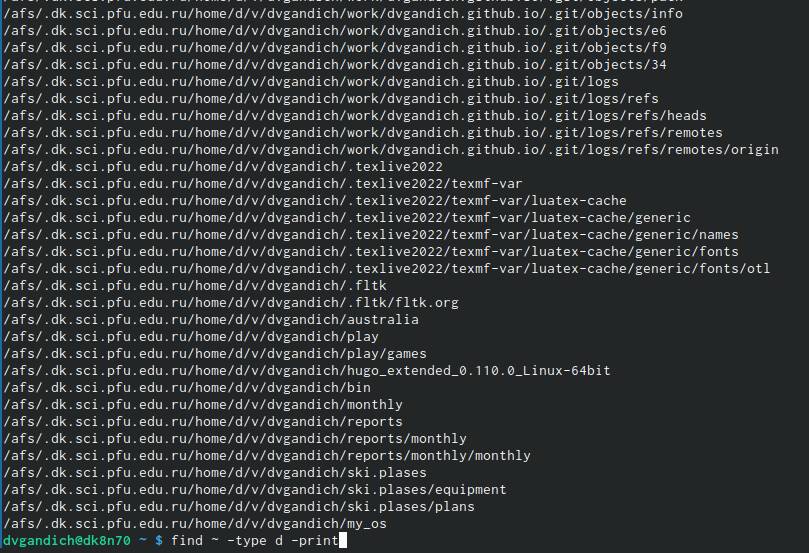 /afs/.dk.sci.pfu.edu.ru/home/d/v/dvgandich/work/dvgandich.github.io/.git/objects/info
/afs/.dk.sci.pfu.edu.ru/home/d/v/dvgandich/work/dvgandich.github.io/.git/objects/e6
/afs/.dk.sci.pfu.edu.ru/home/d/v/dvgandich/work/dvgandich.github.io/.git/objects/f9
/afs/.dk.sci.pfu.edu.ru/home/d/v/dvgandich/work/dvgandich.github.io/.git/objects/34
/afs/.dk.sci.pfu.edu.ru/home/d/v/dvgandich/work/dvgandich.github.io/.git/logs
/afs/.dk.sci.pfu.edu.ru/home/d/v/dvgandich/work/dvgandich.github.io/.git/logs/refs
/afs/.dk.sci.pfu.edu.ru/home/d/v/dvgandich/work/dvgandich.github.io/.git/logs/refs/heads
/afs/.dk.sci.pfu.edu.ru/home/d/v/dvgandich/work/dvgandich.github.io/.git/logs/refs/remotes
/afs/.dk.sci.pfu.edu.ru/home/d/v/dvgandich/work/dvgandich.github.io/.git/logs/refs/remotes/origin
/afs/.dk.sci.pfu.edu.ru/home/d/v/dvgandich/.texlive2022
/afs/.dk.sci.pfu.edu.ru/home/d/v/dvgandich/.texlive2022/texmf-var
/afs/.dk.sci.pfu.edu.ru/home/d/v/dvgandich/.texlive2022/texmf-var/luatex-cache
/afs/.dk.sci.pfu.edu.ru/home/d/v/dvgandich/.texlive2022/texmf-var/luatex-cache/generic
/afs/.dk.sci.pfu.edu.ru/home/d/v/dvgandich/.texlive2022/texmf-var/luatex-cache/generic/names
/afs/.dk.sci.pfu.edu.ru/home/d/v/dvgandich/.texlive2022/texmf-var/luatex-cache/generic/fonts
/afs/.dk.sci.pfu.edu.ru/home/d/v/dvgandich/.texlive2022/texmf-var/luatex-cache/generic/fonts/otl
/afs/.dk.sci.pfu.edu.ru/home/d/v/dvgandich/.fltk
/afs/.dk.sci.pfu.edu.ru/home/d/v/dvgandich/.fltk/fltk.org
/afs/.dk.sci.pfu.edu.ru/home/d/v/dvgandich/australia
/afs/.dk.sci.pfu.edu.ru/home/d/v/dvgandich/play
/afs/.dk.sci.pfu.edu.ru/home/d/v/dvgandich/play/games
/afs/.dk.sci.pfu.edu.ru/home/d/v/dvgandich/hugo_extended_0.110.0_Linux-64bit
/afs/.dk.sci.pfu.edu.ru/home/d/v/dvgandich/bin
/afs/.dk.sci.pfu.edu.ru/home/d/v/dvgandich/monthly
/afs/.dk.sci.pfu.edu.ru/home/d/v/dvgandich/reports
/afs/.dk.sci.pfu.edu.ru/home/d/v/dvgandich/reports/monthly
/afs/.dk.sci.pfu.edu.ru/home/d/v/dvgandich/reports/monthly/monthly
/afs/.dk.sci.pfu.edu.ru/home/d/v/dvgandich/ski.plases
/afs/.dk.sci.pfu.edu.ru/home/d/v/dvgandich/ski.plases/equipment
/afs/.dk.sci.pfu.edu.ru/home/d/v/dvgandich/ski.plases/plans
/afs/.dk.sci.pfu.edu.ru/home/d/v/dvgandich/my_os
dvgandich@dk8n70 ~ $ find ~ -type d -print